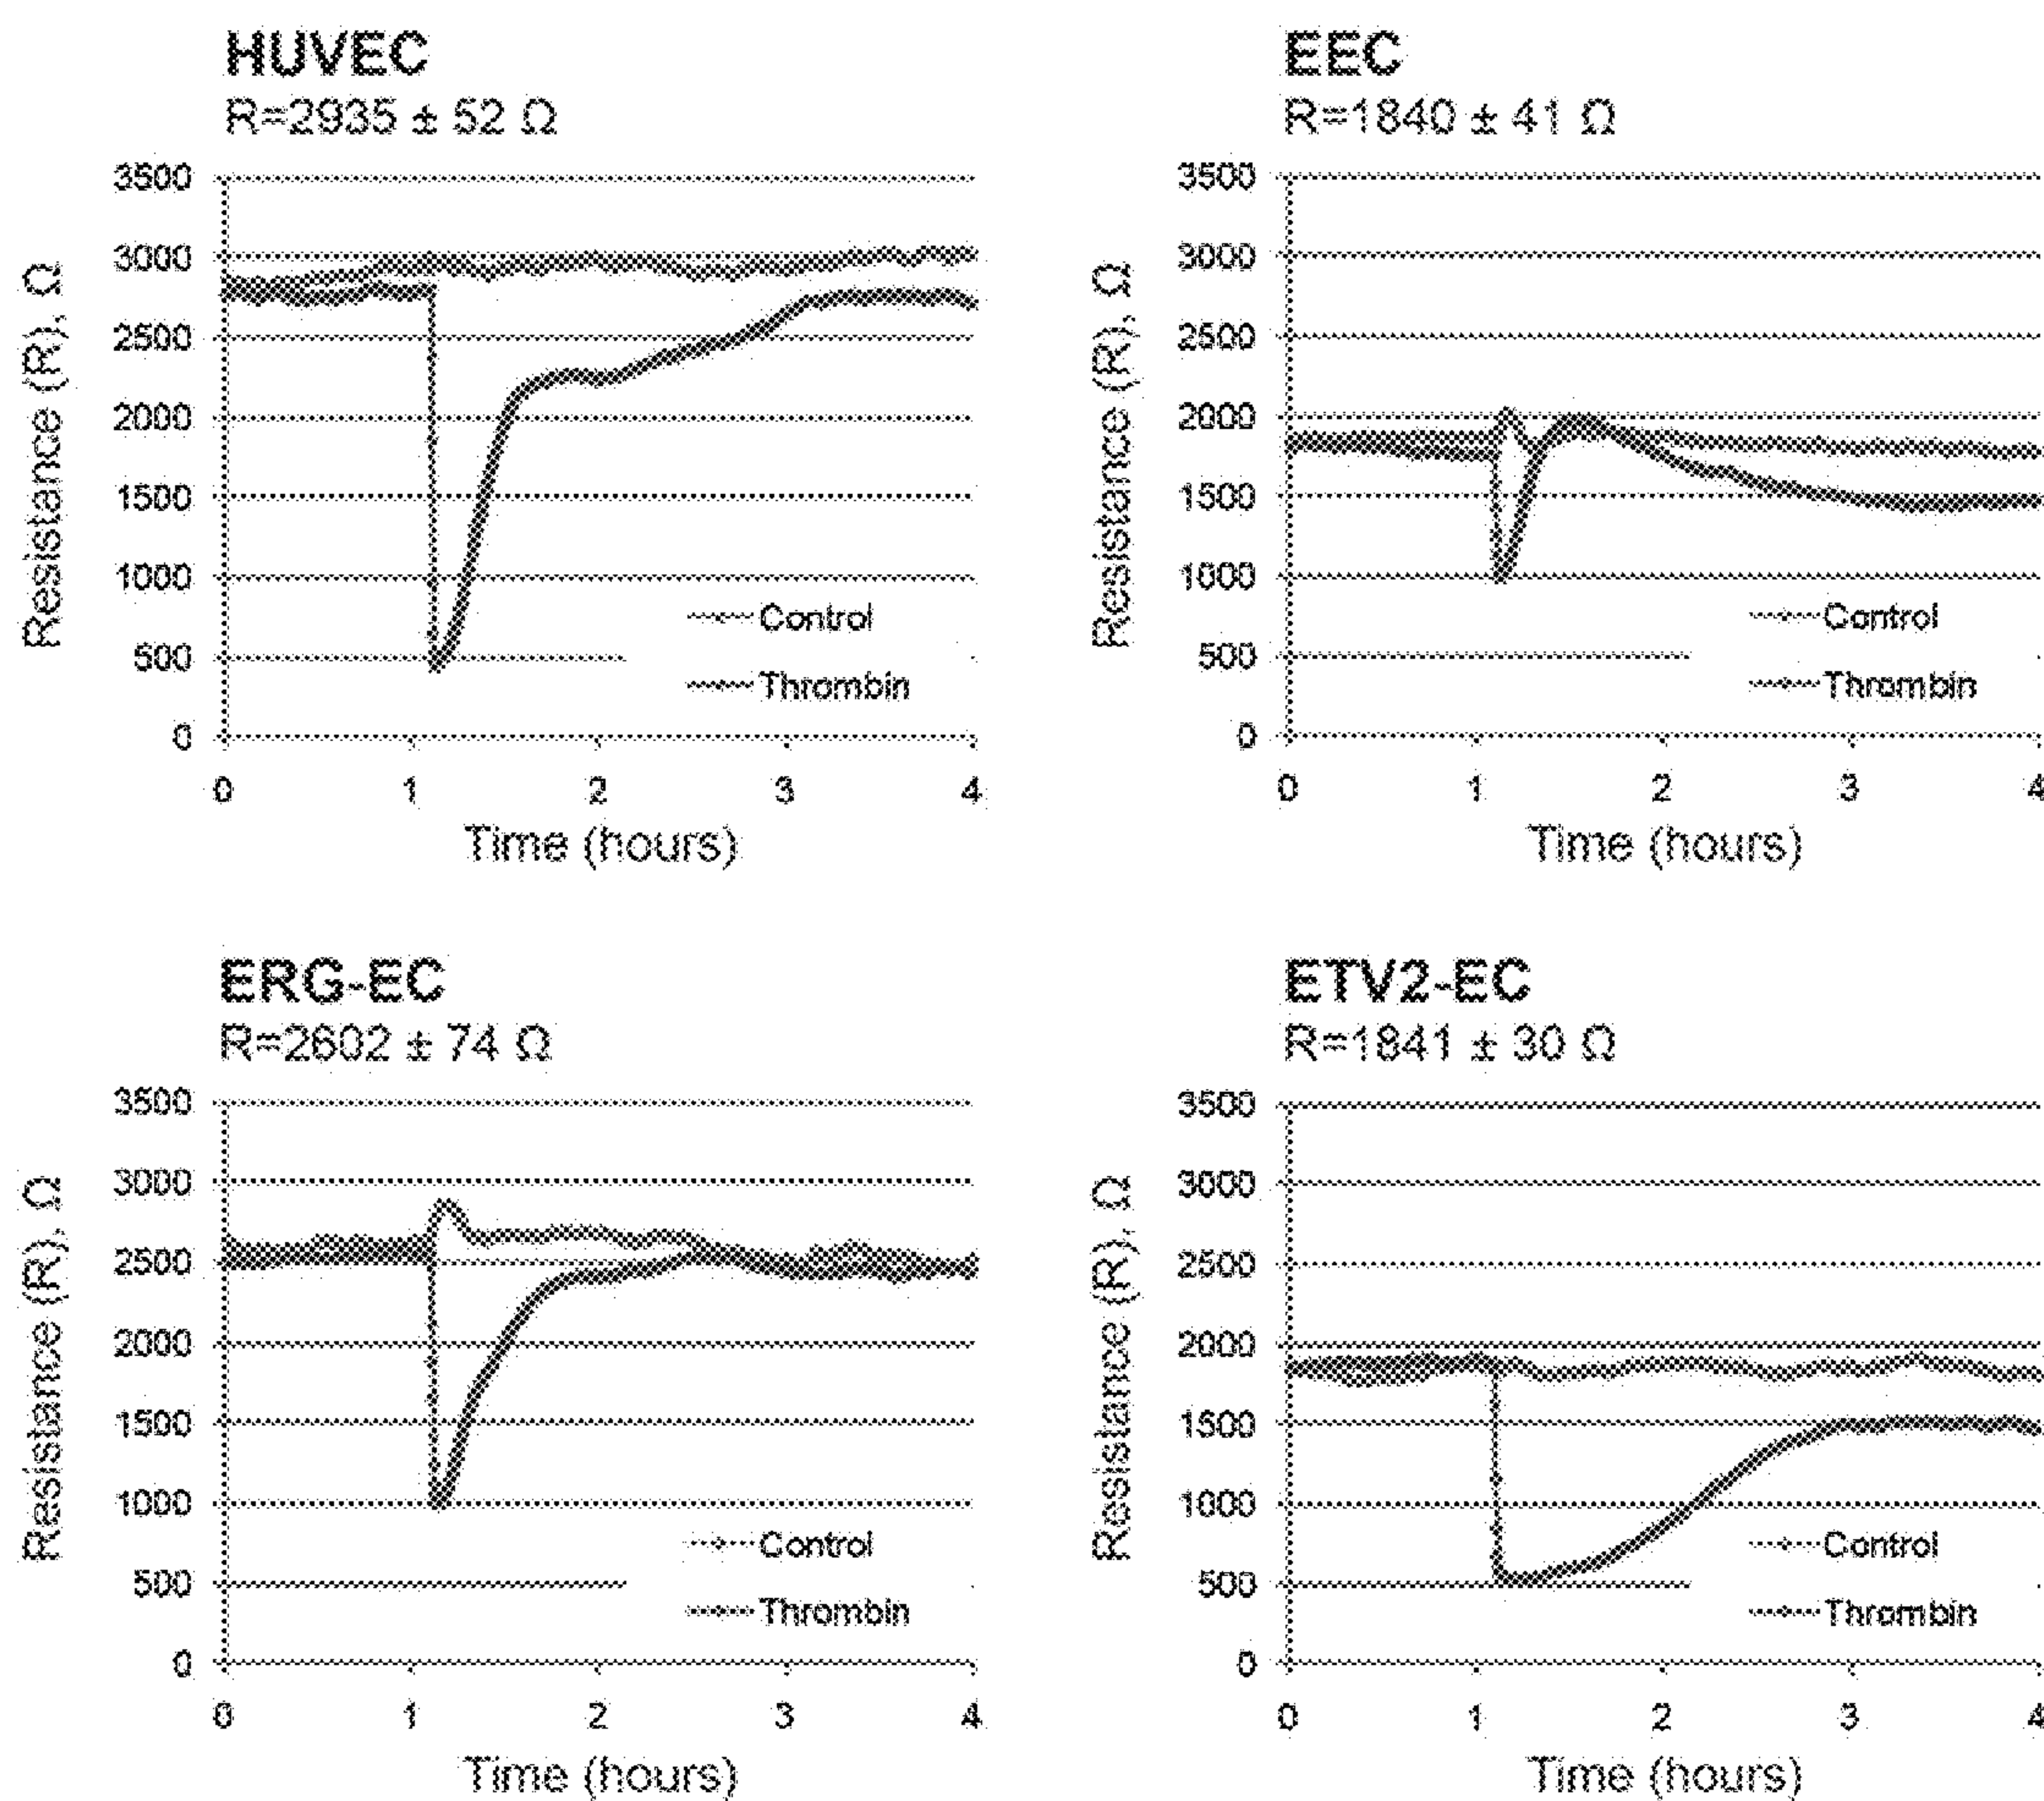 HUVEC
R=2935 ± 52 Ω
3500
3000
2500
2000
1500
1000
500
0
Resistance (R), Ω
Control
Thrombin
0 1 2 3 4
Time (hours)
EEC
R=1840 ± 41 Ω
3500
3000
2500
2000
1500
1000
500
0
Resistance (R), Ω
Control
Thrombin
0 1 2 3 4
Time (hours)
ERG-EC
R=2602 ± 74 Ω
3500
3000
2500
2000
1500
1000
500
0
Resistance (R), Ω
Control
Thrombin
0 1 2 3 4
Time (hours)
ETV2-EC
R=1841 ± 30 Ω
3500
3000
2500
2000
1500
1000
500
0
Resistance (R), Ω
Control
Thrombin
0 1 2 3 4
Time (hours)